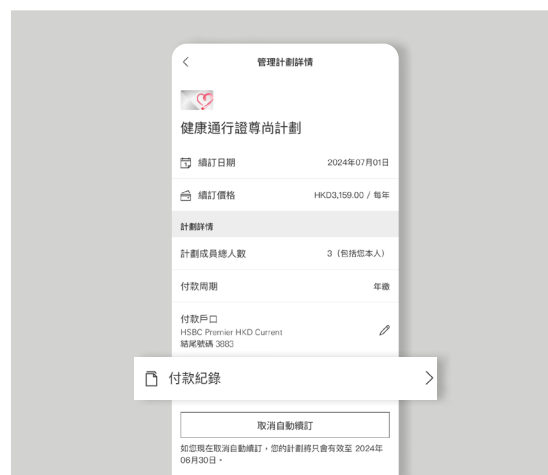 管理計劃詳情
健康通行證尊尚計劃
續訂日期 2024年07月01日
續訂價格 HKD3,159.00 / 每年
計劃詳情
計劃成員總人數 3（包括您本人）
付款周期 年繳
付款戶口
HSBC Premier HKD Current
結尾號碼 3883
付款紀錄
取消自動續訂
如您現在取消自動續訂，您的計劃將只會有效至 2024年
06月30日。